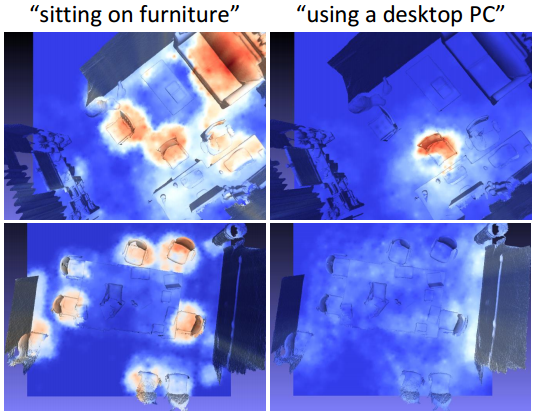 “sitting on furniture”
“using a desktop PC”